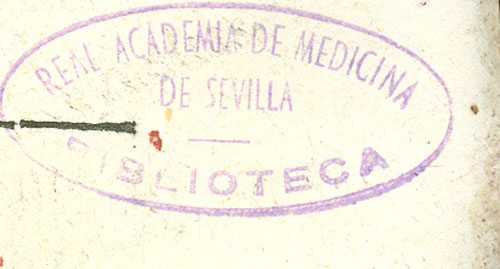 REAL ACADEMIA DE MEDICINA
DE SEVILLA
BIBLIOTECA